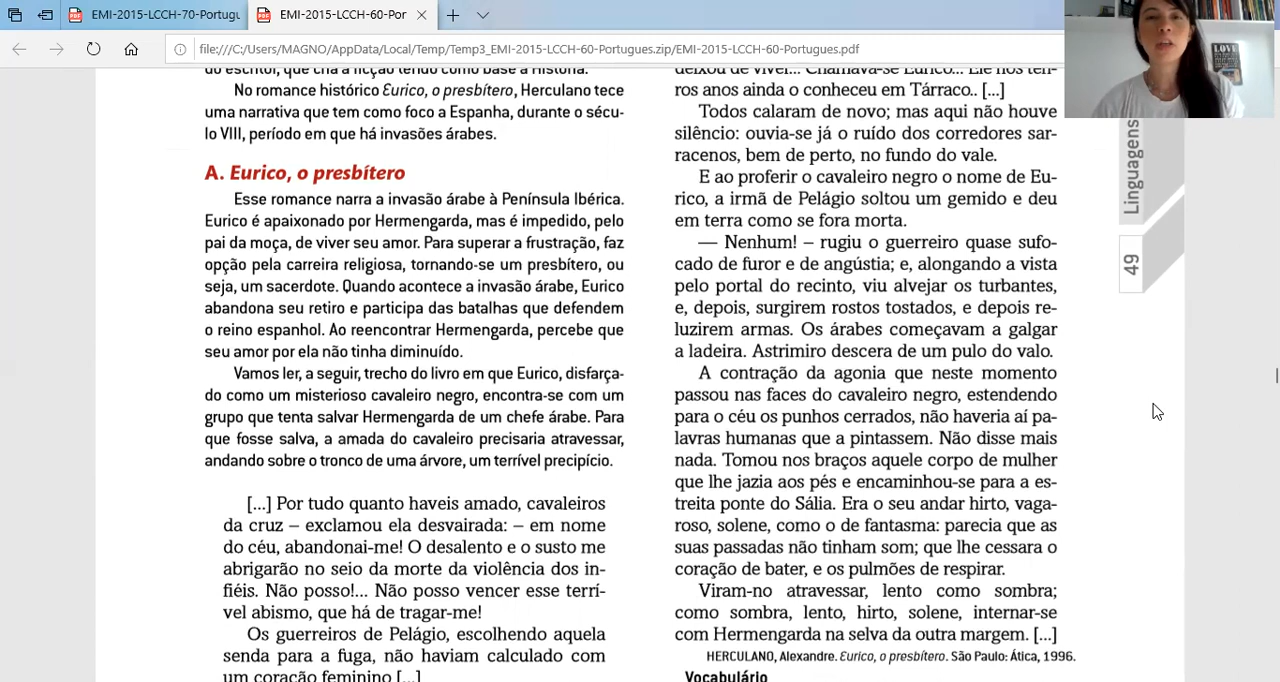 EMI-2015-LCCH-70-Portugu
EMI-2015-LCCH-60-Por
file:///C:/Users/MAGNO/AppData/Local/Temp/Temp3_EMI-2015-LCCH-60-Portugues.zip/EMI-2015-LCCH-60-Portugues.pdf
do escritor, que cria a ficção tendo como base a História.
No romance histórico Eurico, o presbítero, Herculano tece
uma narrativa que tem como foco a Espanha, durante o sécu-
lo VIII, período em que há invasões árabes.
A. Eurico, o presbítero
Esse romance narra a invasão árabe à Península Ibérica.
Eurico é apaixonado por Hermengarda, mas é impedido, pelo
pai da moça, de viver seu amor. Para superar a frustração, faz
opção pela carreira religiosa, tornando-se um presbítero, ou
seja, um sacerdote. Quando acontece a invasão árabe, Eurico
abandona seu retiro e participa das batalhas que defendem
o reino espanhol. Ao reencontrar Hermengarda, percebe que
seu amor por ela não tinha diminuído.
Vamos ler, a seguir, trecho do livro em que Eurico, disfarça-
do como um misterioso cavaleiro negro, encontra-se com um
grupo que tenta salvar Hermengarda de um chefe árabe. Para
que fosse salva, a amada do cavaleiro precisaria atravessar,
andando sobre o tronco de uma árvore, um terrível precipício.
[...] Por tudo quanto haveis amado, cavaleiros
da cruz – exclamou ela desvairada: – em nome
do céu, abandonai-me! O desalento e o susto me
abrigarão no seio da morte da violência dos in-
fiéis. Não posso!... Não posso vencer esse terrí-
vel abismo, que há de tragar-me!
Os guerreiros de Pelágio, escolhendo aquela
senda para a fuga, não haviam calculado com
um coração feminino [...]
deixou de viver... Chamava-se Eurico... Ele nos ten-
ros anos ainda o conheceu em Tárraco.. [...]
Todos calaram de novo; mas aqui não houve
silêncio: ouvia-se já o ruído dos corredores sar-
racenos, bem de perto, no fundo do vale.
E ao proferir o cavaleiro negro o nome de Eu-
rico, a irmã de Pelágio soltou um gemido e deu
em terra como se fora morta.
— Nenhum! – rugiu o guerreiro quase sufo-
cado de furor e de angústia; e, alongando a vista
pelo portal do recinto, viu alvejar os turbantes,
e, depois, surgirem rostos tostados, e depois re-
luzirem armas. Os árabes começavam a galgar
a ladeira. Astrimiro descera de um pulo do valo.
A contração da agonia que neste momento
passou nas faces do cavaleiro negro, estendendo
para o céu os punhos cerrados, não haveria aí pa-
lavras humanas que a pintassem. Não disse mais
nada. Tomou nos braços aquele corpo de mulher
que lhe jazia aos pés e encaminhou-se para a es-
treita ponte do Sália. Era o seu andar hirto, vaga-
roso, solene, como o de fantasma: parecia que as
suas passadas não tinham som; que lhe cessara o
coração de bater, e os pulmões de respirar.
Viram-no atravessar, lento como sombra;
como sombra, lento, hirto, solene, internar-se
com Hermengarda na selva da outra margem. [...]
HERCULANO, Alexandre. Eurico, o presbítero. São Paulo: Ática, 1996.
Vocabulário
Linguagens
49
LOVE